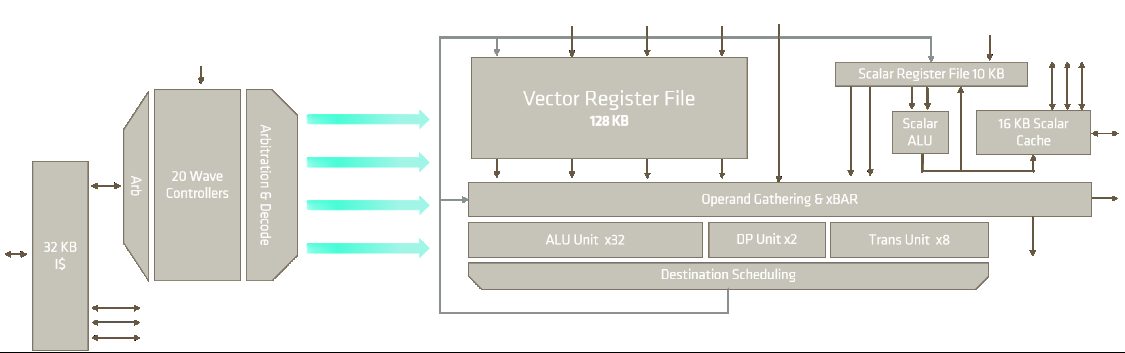 32 KB
I$
Arb
20 Wave
Controllers
Arbitration & Decode
Vector Register File
128 KB
Scalar Register File 10 KB
Scalar
ALU
16 KB Scalar
Cache
Operand Gathering & xBAR
ALU Unit x32
DP Unit x2
Trans Unit x8
Destination Scheduling